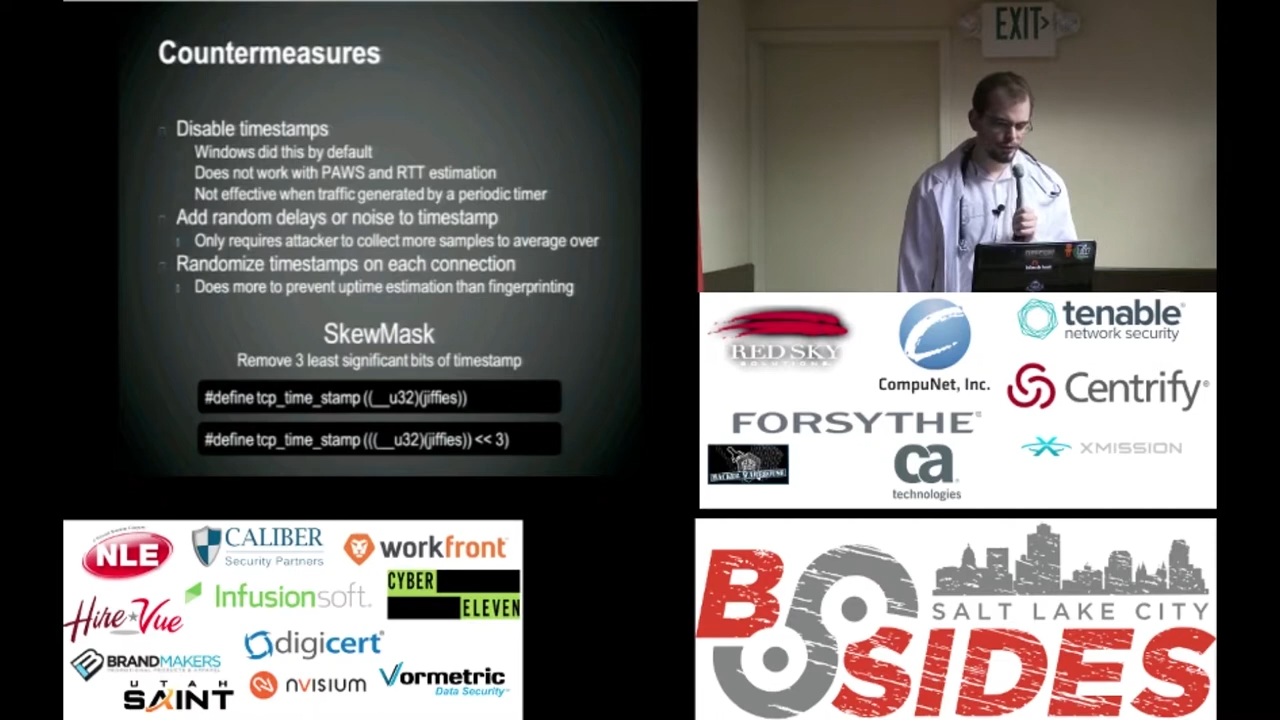 Countermeasures
Disable timestamps
Windows did this by default
Does not work with PAWS and RTT estimation
Not effective when traffic generated by a periodic timer
Add random delays or noise to timestamp
Only requires attacker to collect more samples to average over
Randomize timestamps on each connection
Does more to prevent uptime estimation than fingerprinting
SkewMask
Remove 3 least significant bits of timestamp
#define tcp_time_stamp ((__u32)(jiffies))
#define tcp_time_stamp (((__u32)(jiffies)) << 3)
EXIT>
RED SKY
SOLUTIONS
CompuNet, Inc.
tenable
network security
Centrify
FORSYTHE
HACKER WAREHOUSE
ca
technologies
XMISSION
NLE
CALIBER
Security Partners
workfront
Infusionsoft.
CYBER
ELEVEN
HireVue
digicert
BRANDMAKERS
UTAH
SAINT
nVISIUM
Vormetric
Data Security
SALT LAKE CITY
BSIDES